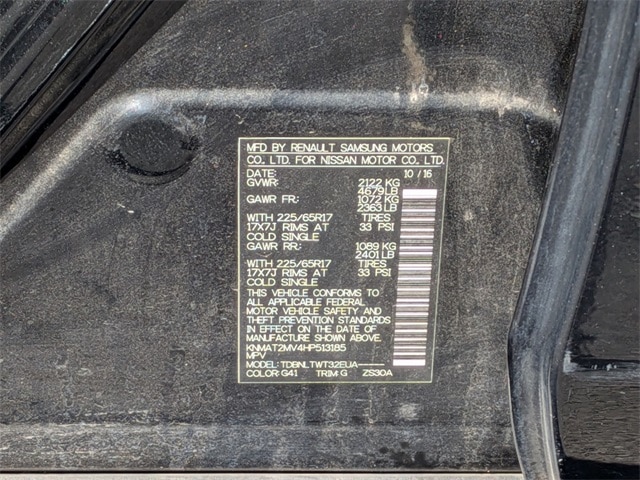 MFD BY RENAULT SAMSUNG MOTORS
CO. LTD. FOR NISSAN MOTOR CO. LTD.
DATE: 10 / 16
GVWR: 2122 KG
4679LB
GAWR FR: 1072 KG
2363 LB
WITH 225/65R17 TIRES
17X7J RIMS AT 33 PSI
COLD SINGLE
GAWR RR: 1089 KG
2401 LB
WITH 225/65R17 TIRES
17X7J RIMS AT 33 PSI
COLD SINGLE
THIS VEHICLE CONFORMS TO
ALL APPLICABLE FEDERAL
MOTOR VEHICLE SAFETY AND
THEFT PREVENTION STANDARDS
IN EFFECT ON THE DATE OF
MANUFACTURE SHOWN ABOVE.
KNMAT2MV4HP513185
MPV
MODEL: TDBNLTWT32EUA-----
COLOR: G41 TRIM: G ZS30A